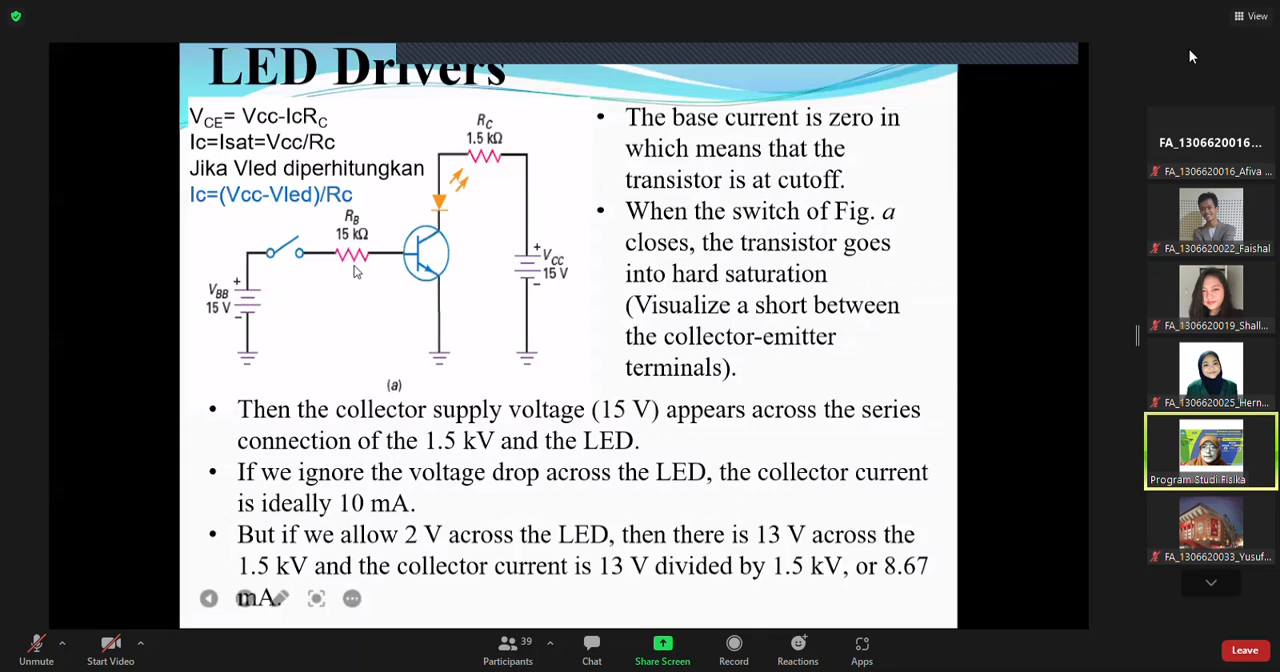 View
LED Drivers
VCE= Vcc-IcRC
Ic=Isat=Vcc/Rc
Jika Vled diperhitungkan
Ic=(Vcc-Vled)/Rc
RC
1.5 kΩ
RB
15 kΩ
VBB
15 V
+
−
+
VCC
15 V
−
(a)
• The base current is zero in
which means that the
transistor is at cutoff.
• When the switch of Fig. a
closes, the transistor goes
into hard saturation
(Visualize a short between
the collector-emitter
terminals).
• Then the collector supply voltage (15 V) appears across the series
connection of the 1.5 kV and the LED.
• If we ignore the voltage drop across the LED, the collector current
is ideally 10 mA.
• But if we allow 2 V across the LED, then there is 13 V across the
1.5 kV and the collector current is 13 V divided by 1.5 kV, or 8.67
mA.
FA_1306620016...
FA_1306620016_Afiva ...
FA_1306620022_Faishal
FA_1306620019_Shall...
FA_1306620025_Hern...
Program Studi Fisika
FA_1306620033_Yusuf...
Unmute
Start Video
Participants
39
Chat
Share Screen
Record
Reactions
Apps
Leave